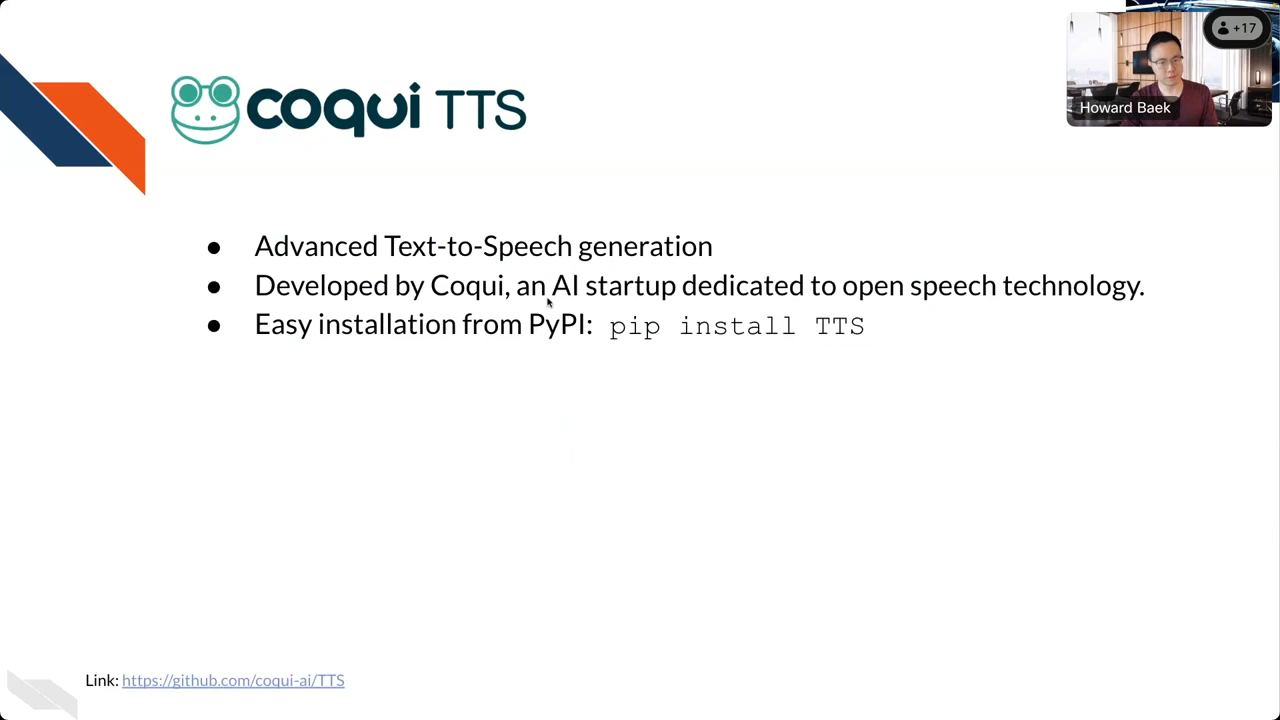 coqui TTS
+17
Howard Baek
● Advanced Text-to-Speech generation
● Developed by Coqui, an AI startup dedicated to open speech technology.
● Easy installation from PyPI: pip install TTS
Link: https://github.com/coqui-ai/TTS